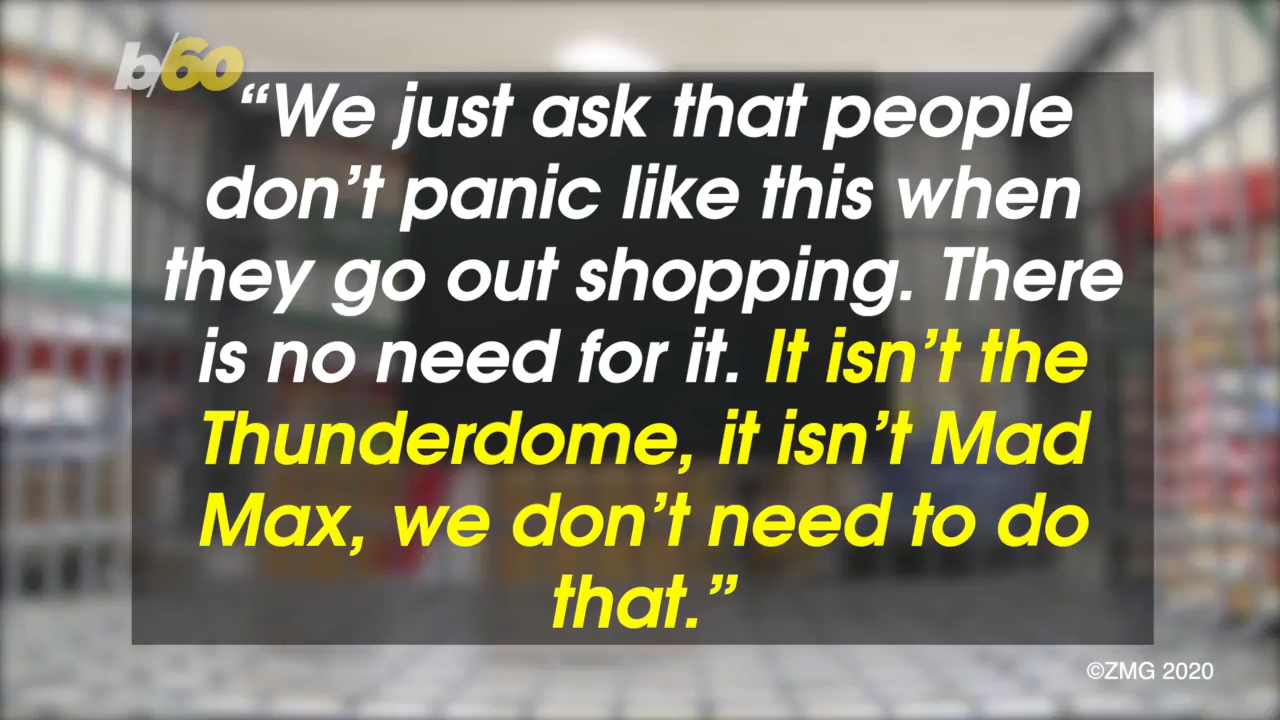 b/60
“We just ask that people
don’t panic like this when
they go out shopping. There
is no need for it. It isn’t the
Thunderdome, it isn’t Mad
Max, we don’t need to do
that.”
©ZMG 2020